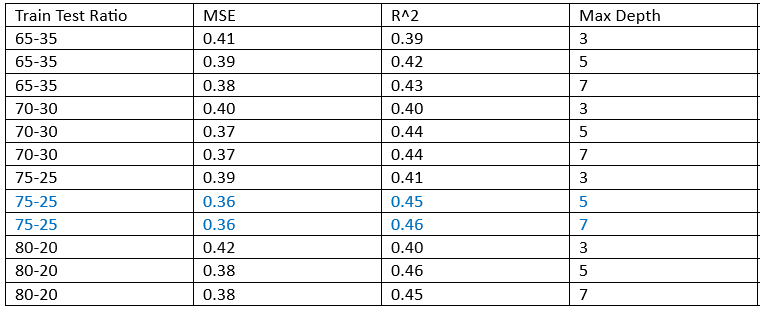 Train Test Ratio MSE R^2 Max Depth
65-35 0.41 0.39 3
65-35 0.39 0.42 5
65-35 0.38 0.43 7
70-30 0.40 0.40 3
70-30 0.37 0.44 5
70-30 0.37 0.44 7
75-25 0.39 0.41 3
75-25 0.36 0.45 5
75-25 0.36 0.46 7
80-20 0.42 0.40 3
80-20 0.38 0.46 5
80-20 0.38 0.45 7